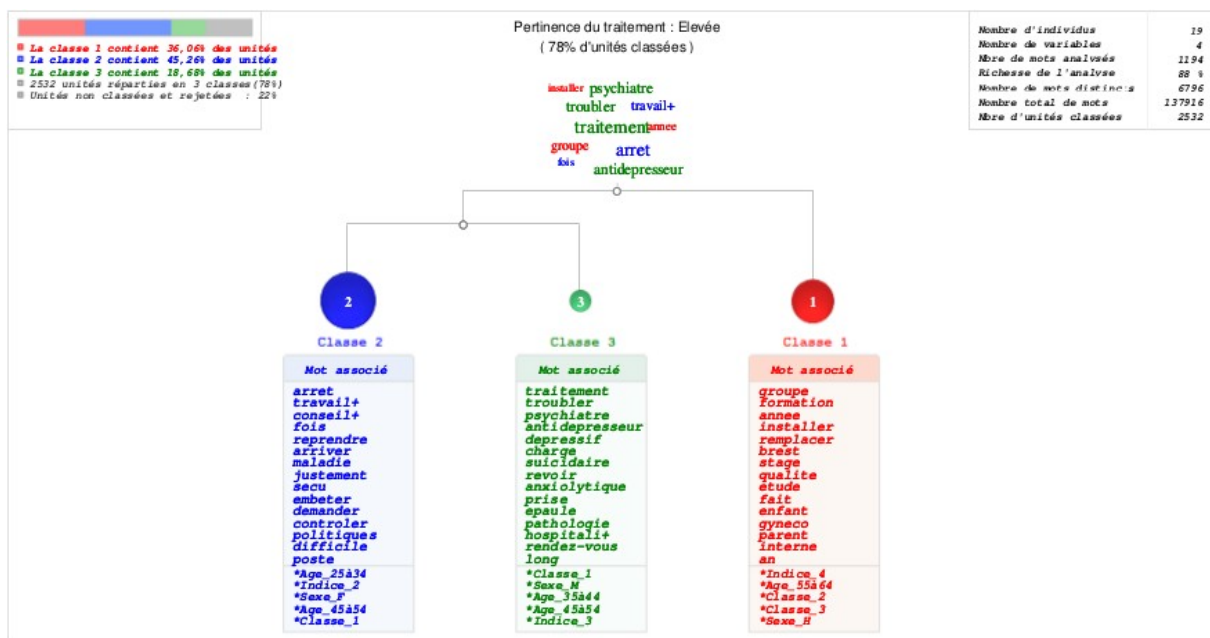 La classe 1 contient 36,06% des unités
La classe 2 contient 45,26% des unités
La classe 3 contient 18,68% des unités
2532 unités réparties en 3 classes(78%)
Unités non classées et rejetées : 22%
Pertinence du traitement : Elevée
( 78% d'unités classées )
Nombre d'individus 19
Nombre de variables 4
Nbre de mots analysés 1194
Richesse de l'analyse 88 %
Nombre de mots distincts 6796
Nombre total de mots 137916
Nbre d'unités classées 2532
installer psychiatre
troubler travail+
traitement annee
groupe arret
fois
antidepresseur
2
Classe 2
Mot associé
arret
travail+
conseil+
fois
reprendre
arriver
maladie
justement
secu
embeter
demander
controler
politiques
difficile
poste
*Age_25à34
*Indice_2
*Sexe_F
*Age_45à54
*Classe_1
3
Classe 3
Mot associé
traitement
troubler
psychiatre
antidepresseur
depressif
charge
suicidaire
revoir
anxiolytique
prise
epaule
pathologie
hospitali+
rendez-vous
long
*Classe_1
*Sexe_M
*Age_35à44
*Age_45à54
*Indice_3
1
Classe 1
Mot associé
groupe
formation
annee
installer
remplacer
brest
stage
qualite
étude
fait
enfant
gyneco
parent
interne
an
*Indice_4
*Age_55à64
*Classe_2
*Classe_3
*Sexe_H